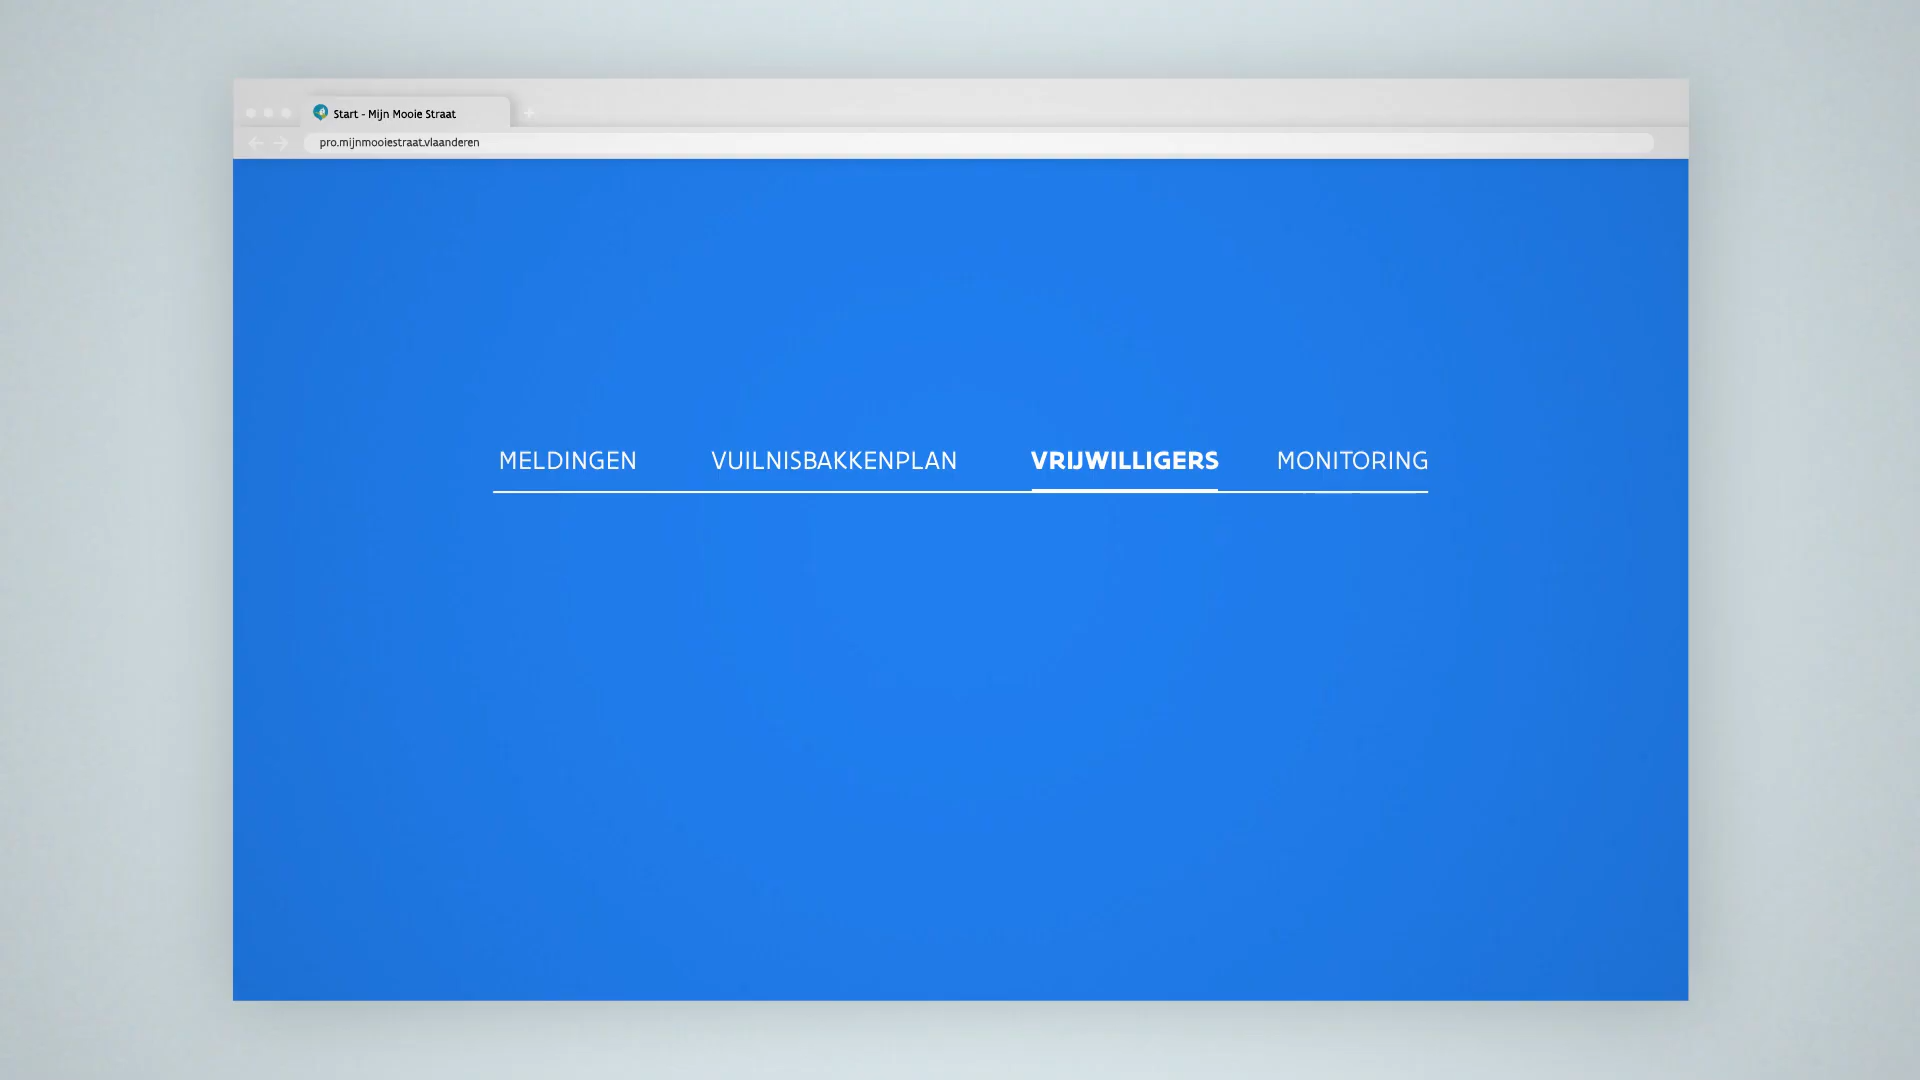 Start - Mijn Mooie Straat
pro.mijnmooiestraat.vlaanderen
MELDINGEN VUILNISBAKKENPLAN VRIJWILLIGERS MONITORING